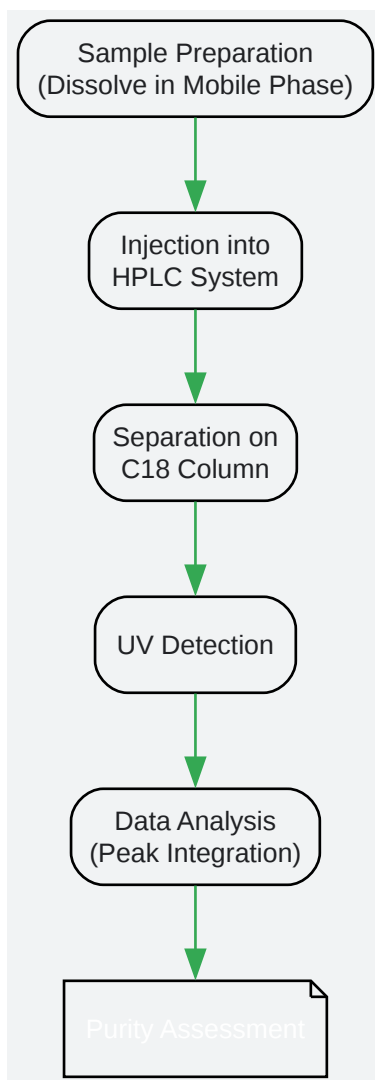 Sample Preparation
(Dissolve in Mobile Phase)
Injection into
HPLC System
Separation on
C18 Column
UV Detection
Data Analysis
(Peak Integration)
Purity Assessment